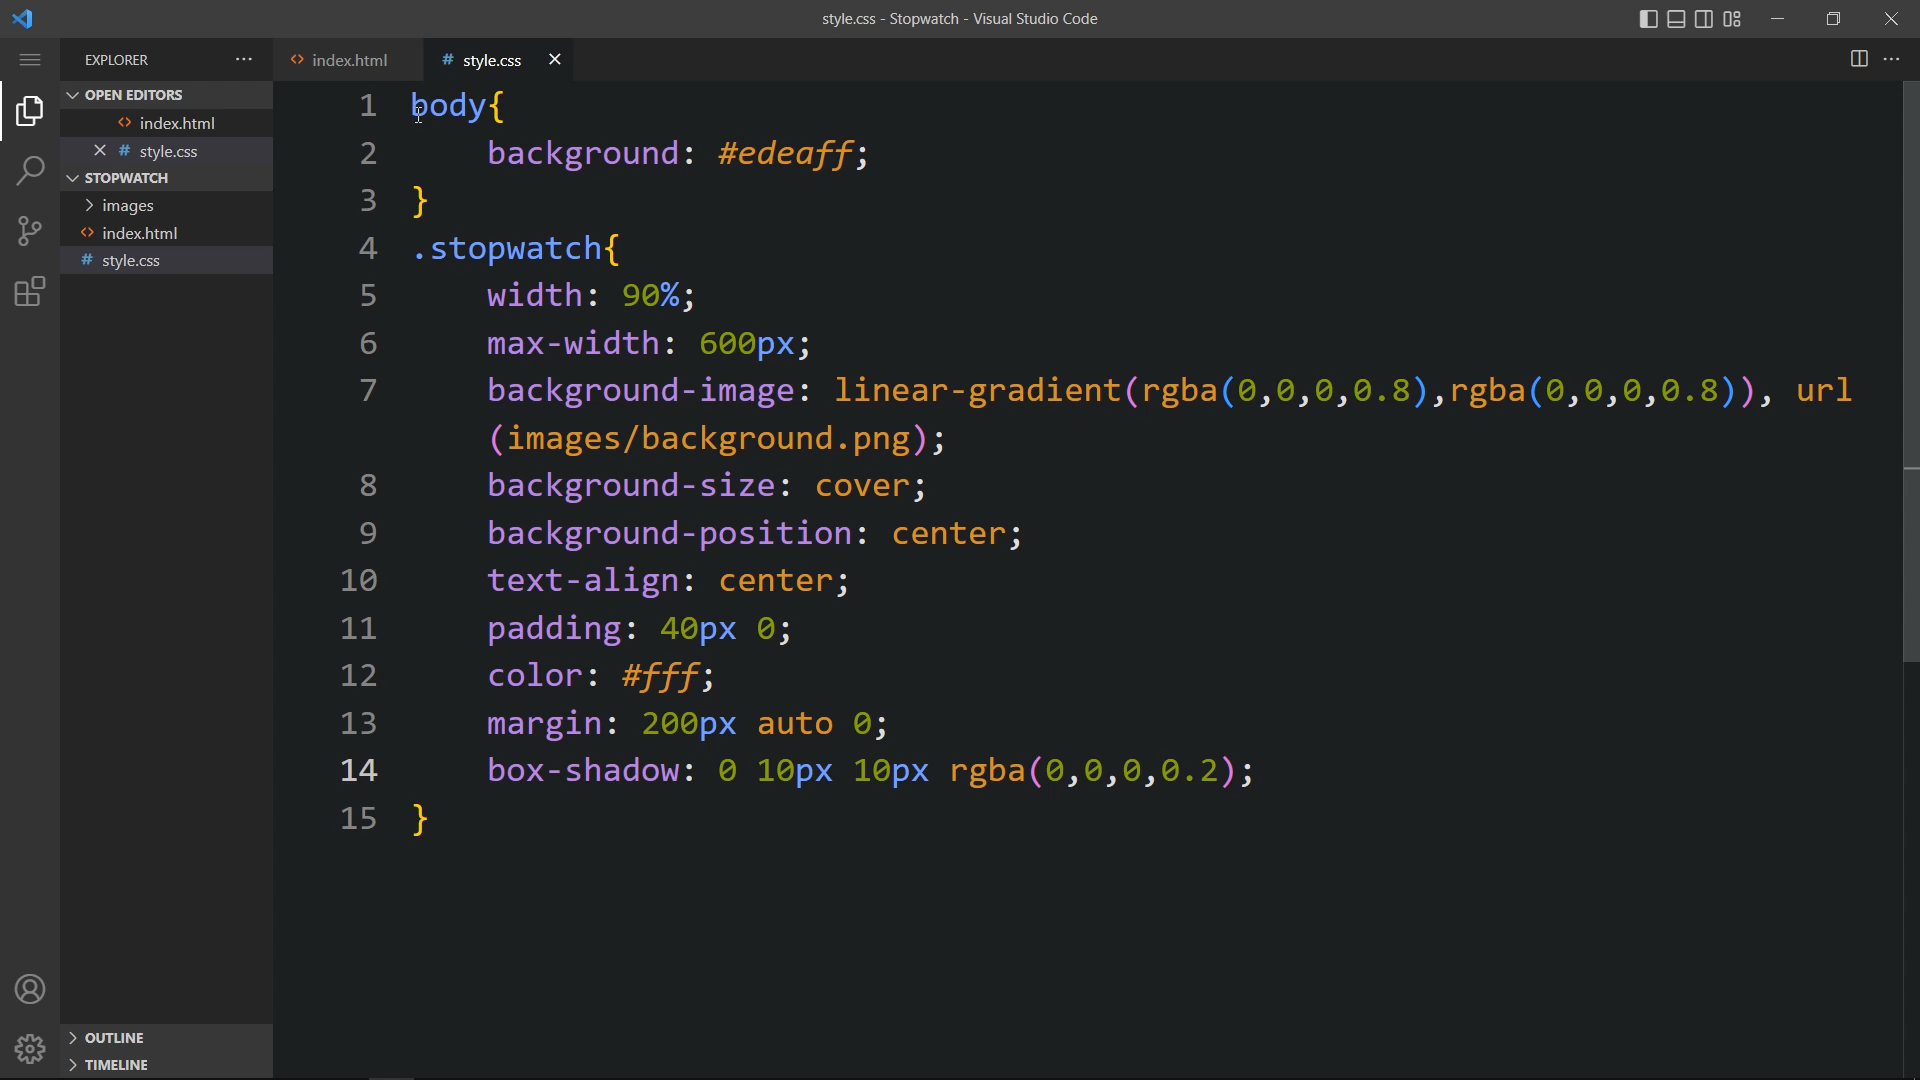 style.css - Stopwatch - Visual Studio Code
EXPLORER
index.html
# style.css
OPEN EDITORS
index.html
# style.css
STOPWATCH
images
index.html
# style.css
1 body{
2 background: #edeaff;
3 }
4 .stopwatch{
5 width: 90%;
6 max-width: 600px;
7 background-image: linear-gradient(rgba(0,0,0,0.8),rgba(0,0,0,0.8)), url
(images/background.png);
8 background-size: cover;
9 background-position: center;
10 text-align: center;
11 padding: 40px 0;
12 color: #fff;
13 margin: 200px auto 0;
14 box-shadow: 0 10px 10px rgba(0,0,0,0.2);
15 }
OUTLINE
TIMELINE